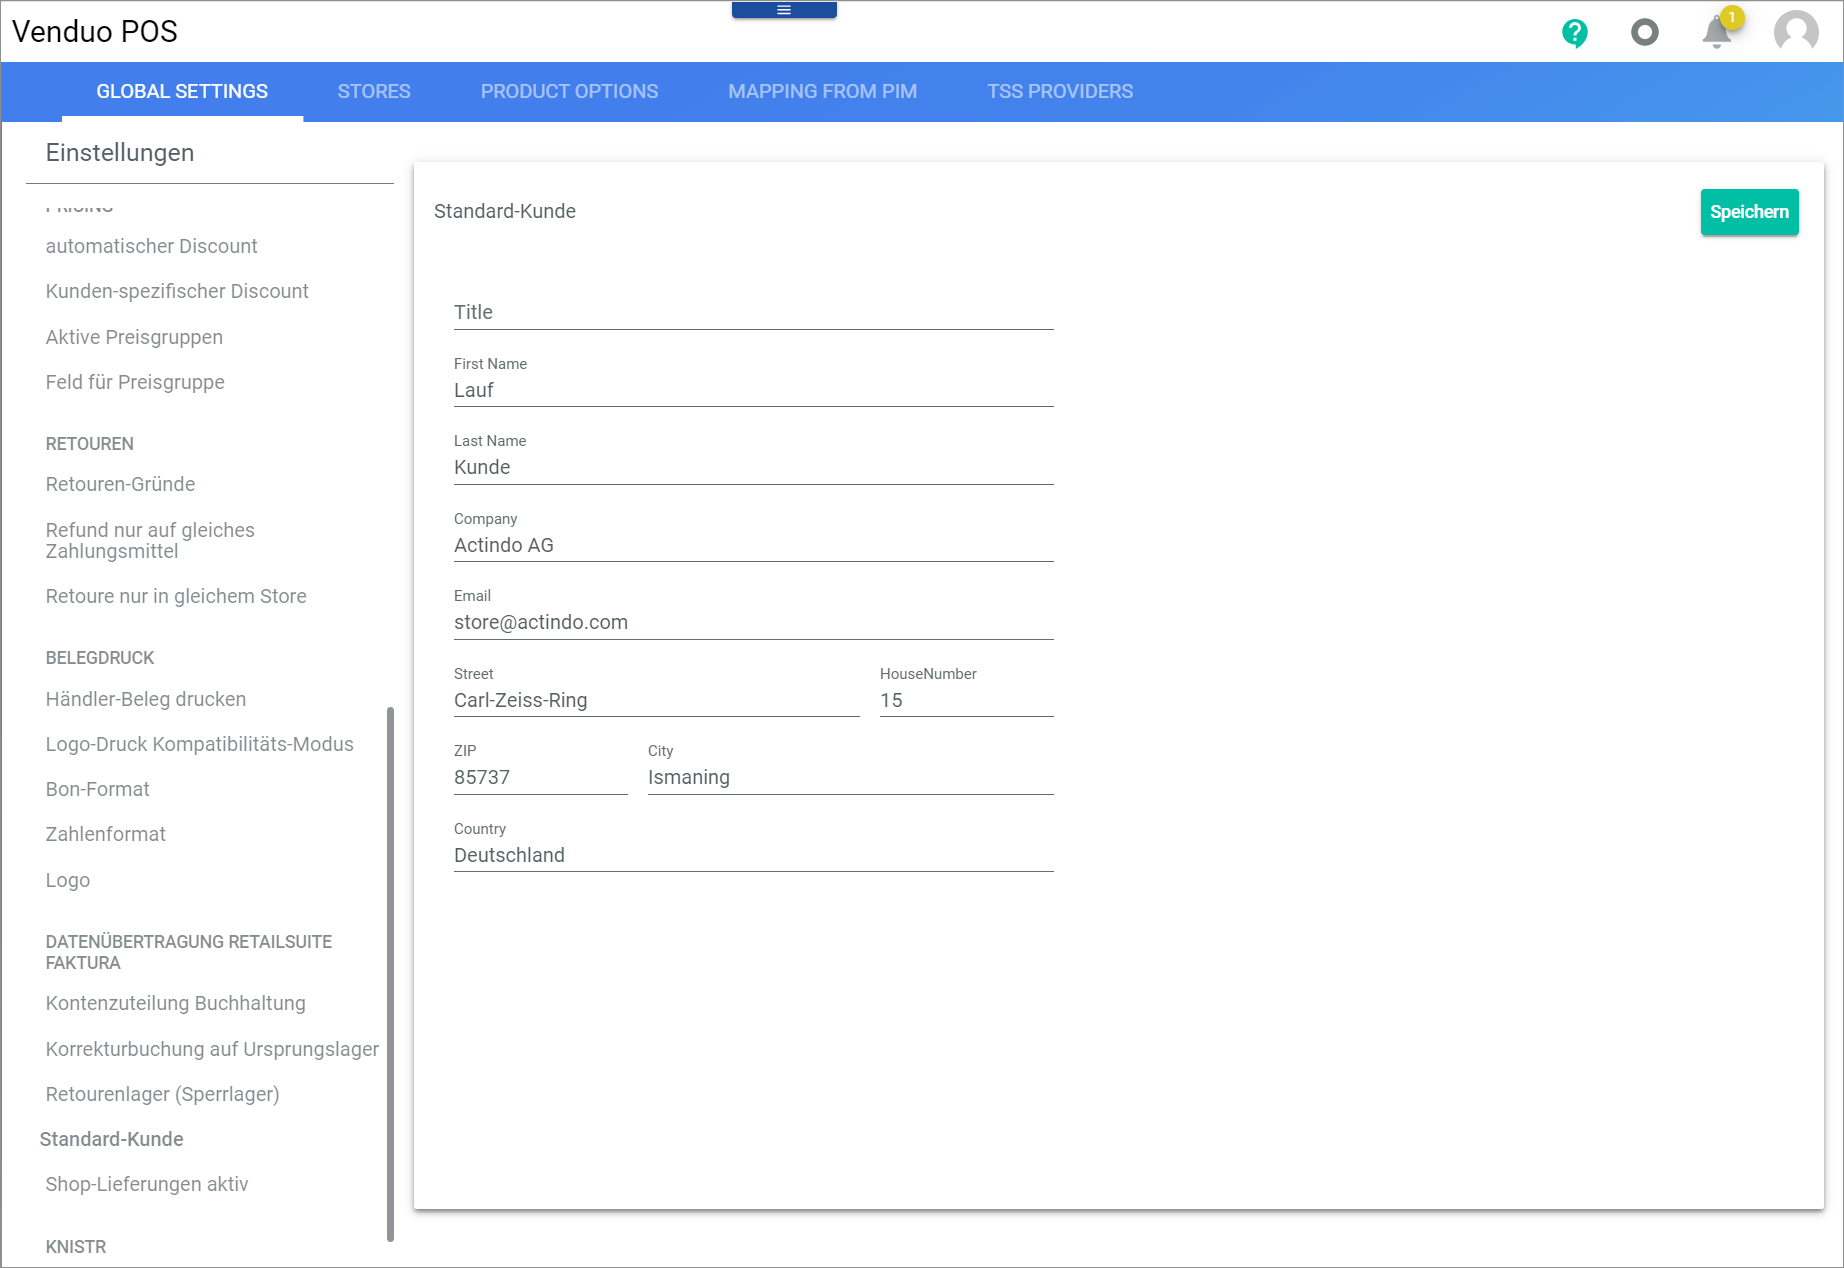 Venduo POS
1
GLOBAL SETTINGS
STORES
PRODUCT OPTIONS
MAPPING FROM PIM
TSS PROVIDERS
Einstellungen
PRICING
automatischer Discount
Kunden-spezifischer Discount
Aktive Preisgruppen
Feld für Preisgruppe
RETOUREN
Retouren-Gründe
Refund nur auf gleiches
Zahlungsmittel
Retoure nur in gleichem Store
BELEGDRUCK
Händler-Beleg drucken
Logo-Druck Kompatibilitäts-Modus
Bon-Format
Zahlenformat
Logo
DATENÜBERTRAGUNG RETAILSUITE
FAKTURA
Kontenzuteilung Buchhaltung
Korrekturbuchung auf Ursprungslager
Retourenlager (Sperrlager)
Standard-Kunde
Shop-Lieferungen aktiv
KNISTR
Standard-Kunde
Speichern
Title
First Name
Lauf
Last Name
Kunde
Company
Actindo AG
Email
store@actindo.com
Street
Carl-Zeiss-Ring
HouseNumber
15
ZIP
85737
City
Ismaning
Country
Deutschland